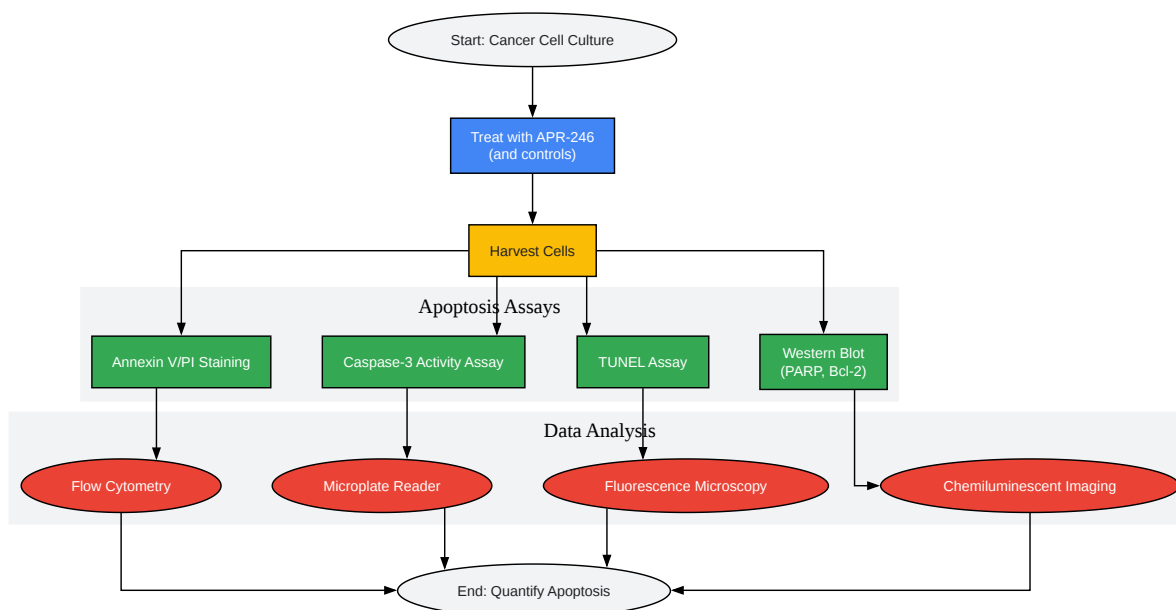 Start: Cancer Cell Culture
Treat with APR-246
(and controls)
Harvest Cells
Apoptosis Assays
Annexin V/PI Staining
Caspase-3 Activity Assay
TUNEL Assay
Western Blot
(PARP, Bcl-2)
Data Analysis
Flow Cytometry
Microplate Reader
Fluorescence Microscopy
Chemiluminescent Imaging
End: Quantify Apoptosis